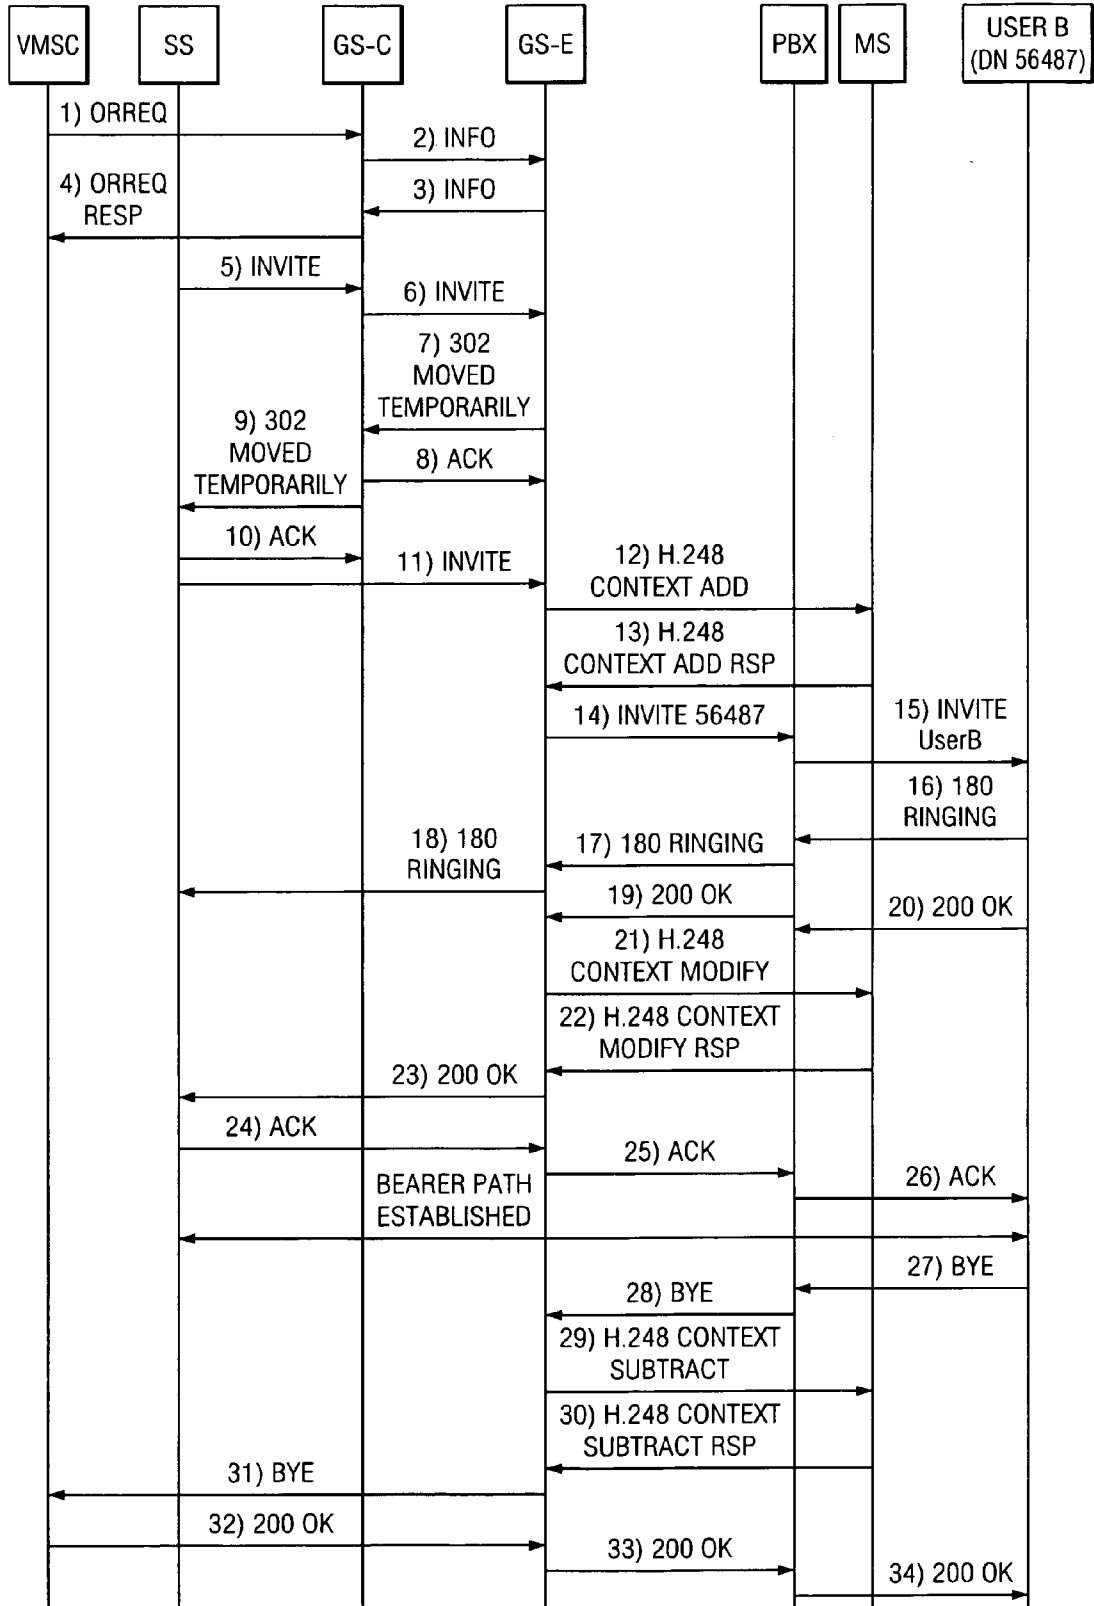 VMSC
SS
GS-C
GS-E
PBX
MS
USER B
(DN 56487)
1) ORREQ
2) INFO
3) INFO
4) ORREQ
RESP
5) INVITE
6) INVITE
7) 302
MOVED
TEMPORARILY
9) 302
MOVED
TEMPORARILY
8) ACK
10) ACK
11) INVITE
12) H.248
CONTEXT ADD
13) H.248
CONTEXT ADD RSP
14) INVITE 56487
15) INVITE
UserB
16) 180
RINGING
17) 180 RINGING
18) 180
RINGING
19) 200 OK
20) 200 OK
21) H.248
CONTEXT MODIFY
22) H.248 CONTEXT
MODIFY RSP
23) 200 OK
24) ACK
25) ACK
26) ACK
BEARER PATH
ESTABLISHED
27) BYE
28) BYE
29) H.248 CONTEXT
SUBTRACT
30) H.248 CONTEXT
SUBTRACT RSP
31) BYE
32) 200 OK
33) 200 OK
34) 200 OK